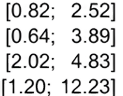 [0.82; 2.52]
[0.64; 3.89]
[2.02; 4.83]
[1.20; 12.23]